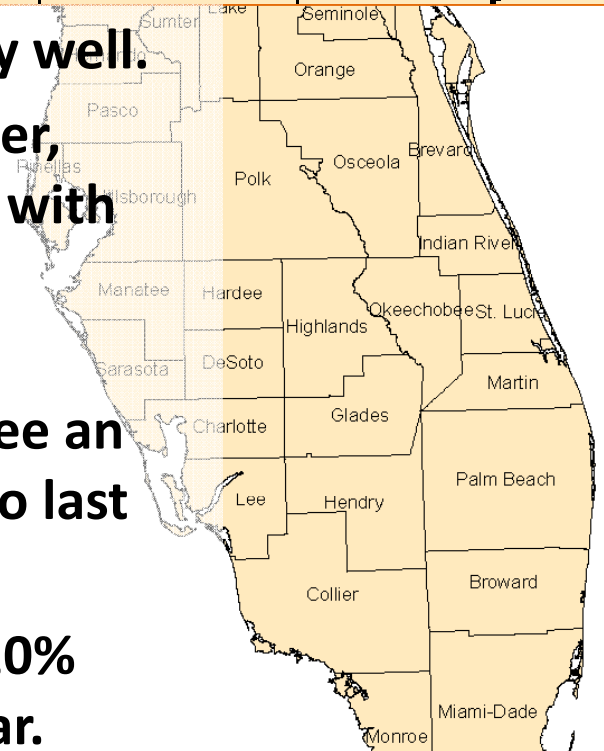 y well.
er,
with
ee an
o last
0%
ar.
Lake
Seminole
Sumter
Orange
Pasco
Pinellas
Polk
Osceola
Brevard
Hillsborough
Indian River
Manatee
Hardee
Highlands
Okeechobee
St. Lucie
DeSoto
Sarasota
Martin
Charlotte
Glades
Palm Beach
Lee
Hendry
Broward
Collier
Miami-Dade
Monroe